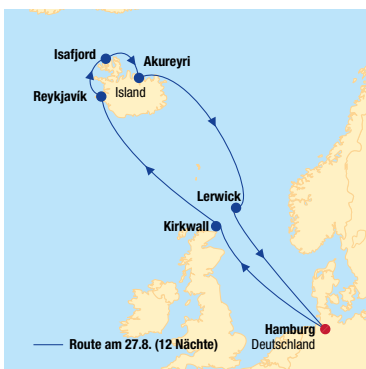 Isafjord
Akureyri
Reykjavík
Island
Lerwick
Kirkwall
Hamburg
Deutschland
Route am 27.8. (12 Nächte)